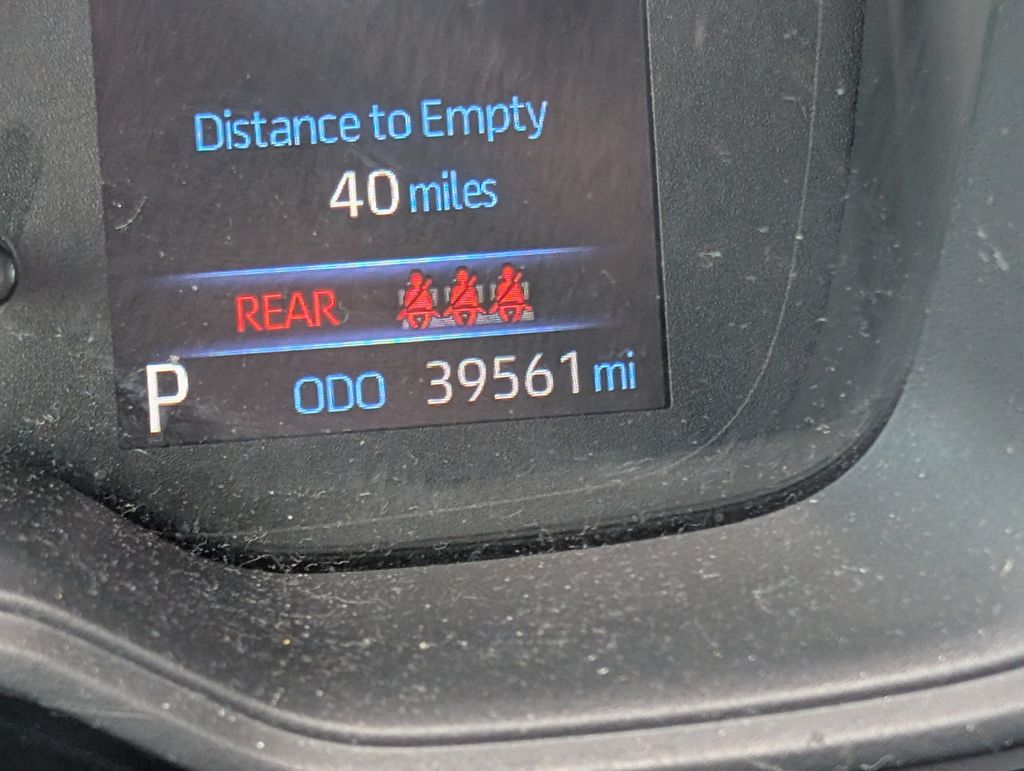 Distance to Empty
40 miles
REAR
P ODO 39561 mi